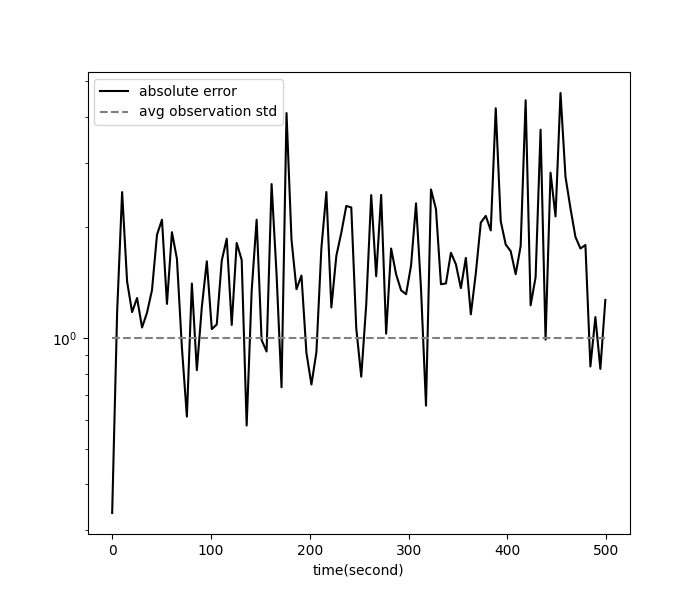 absolute error
avg observation std
10⁰
0 100 200 300 400 500
time(second)